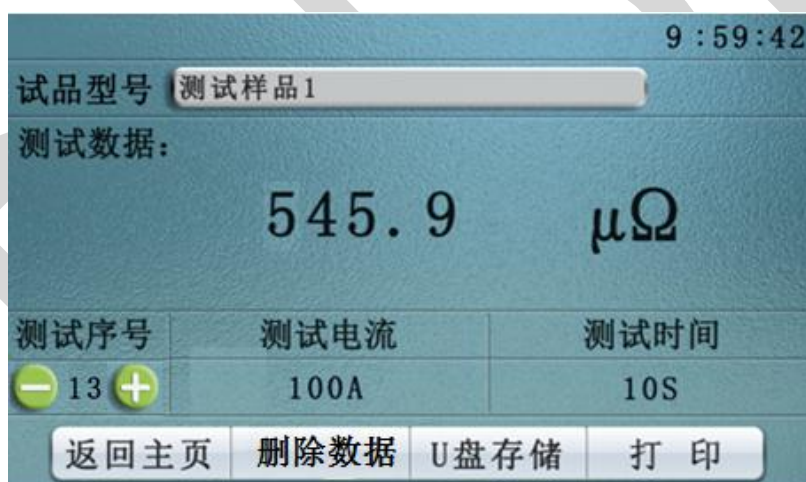 9:59:42
试品型号 测试样品1
测试数据:
545.9 μΩ
测试序号 测试电流 测试时间
13 100A 10S
返回主页 删除数据 U盘存储 打 印